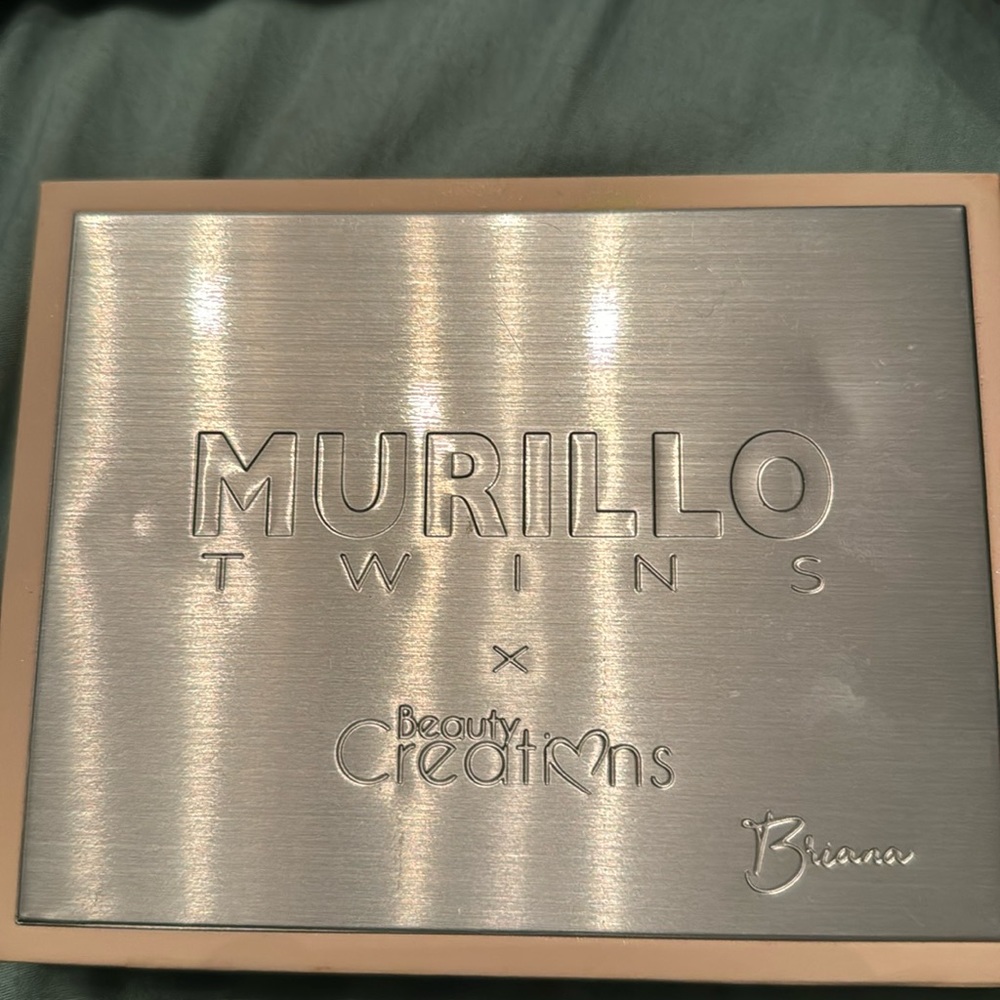 MURILLO
TWINS
×
Beauty
Creations
Briana